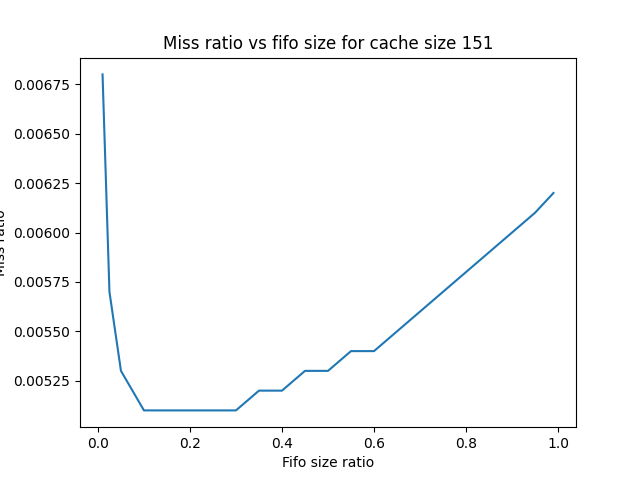 Miss ratio vs fifo size for cache size 151
0.00675
0.00650
0.00625
0.00600
0.00575
0.00550
0.00525
Miss ratio
0.0 0.2 0.4 0.6 0.8 1.0
Fifo size ratio